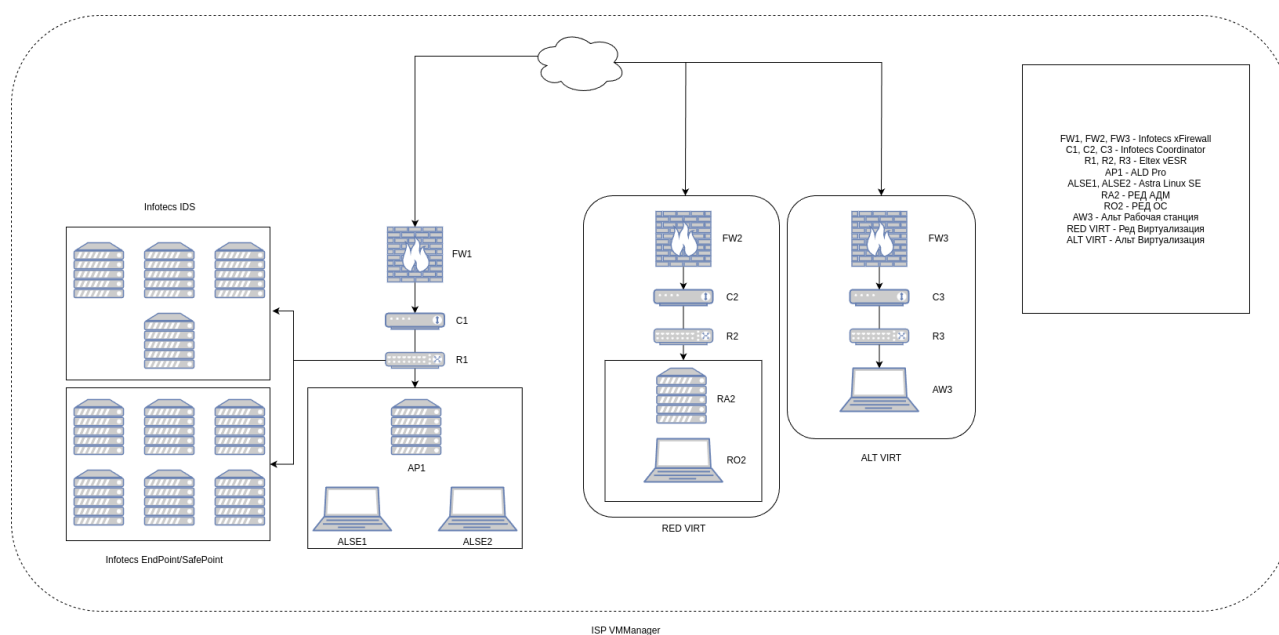 FW1, FW2, FW3 - Infotecs xFirewall
C1, C2, C3 - Infotecs Coordinator
R1, R2, R3 - Eltex vESR
AP1 - ALD Pro
ALSE1, ALSE2 - Astra Linux SE
RA2 - РЕД АДМ
RO2 - РЕД ОС
AW3 - Альт Рабочая станция
RED VIRT - Ред Виртуализация
ALT VIRT - Альт Виртуализация
Infotecs IDS
FW1
FW2
FW3
C1
C2
C3
R1
R2
R3
AP1
RA2
AW3
RO2
ALT VIRT
ALSE1
ALSE2
RED VIRT
Infotecs EndPoint/SafePoint
ISP VMManager